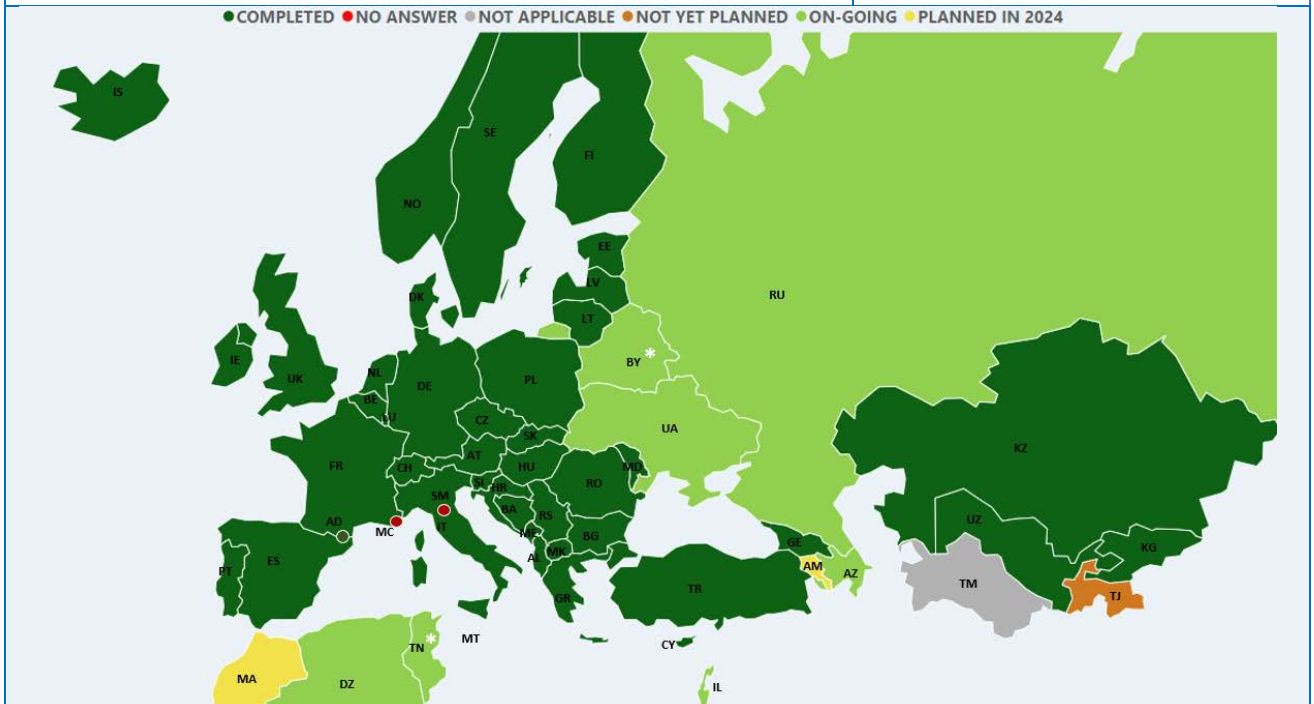 COMPLETED NO ANSWER NOT APPLICABLE NOT YET PLANNED ON-GOING PLANNED IN 2024
IS
SE
FI
NO
EE
LV
DK
RU
LT
IE
BY *
UK
NL
DE
PL
BE
LU
CZ
UA
SK
KZ
FR
CH
AT
HU
MD
RO
SI
HR
SM
BA
RS
AD
MC
IT
ME
BG
UZ
GE
KG
ES
PT
AL
MK
AM
AZ
TM
TR
TJ
GR
TN *
MT
CY
MA
DZ
IL